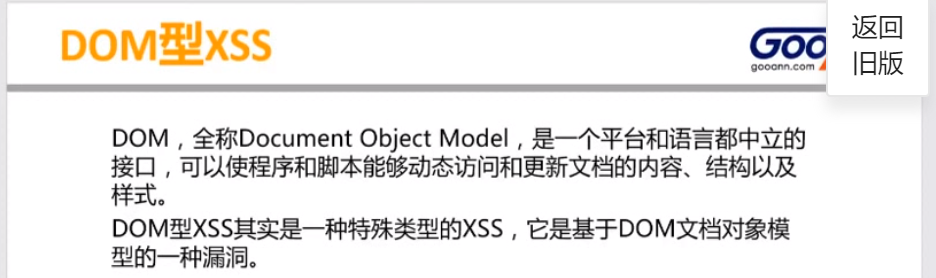 DOM型XSS
返回
旧版
gooann.com
DOM，全称Document Object Model，是一个平台和语言都中立的
接口，可以使程序和脚本能够动态访问和更新文档的内容、结构以及
样式。
DOM型XSS其实是一种特殊类型的XSS，它是基于DOM文档对象模
型的一种漏洞。